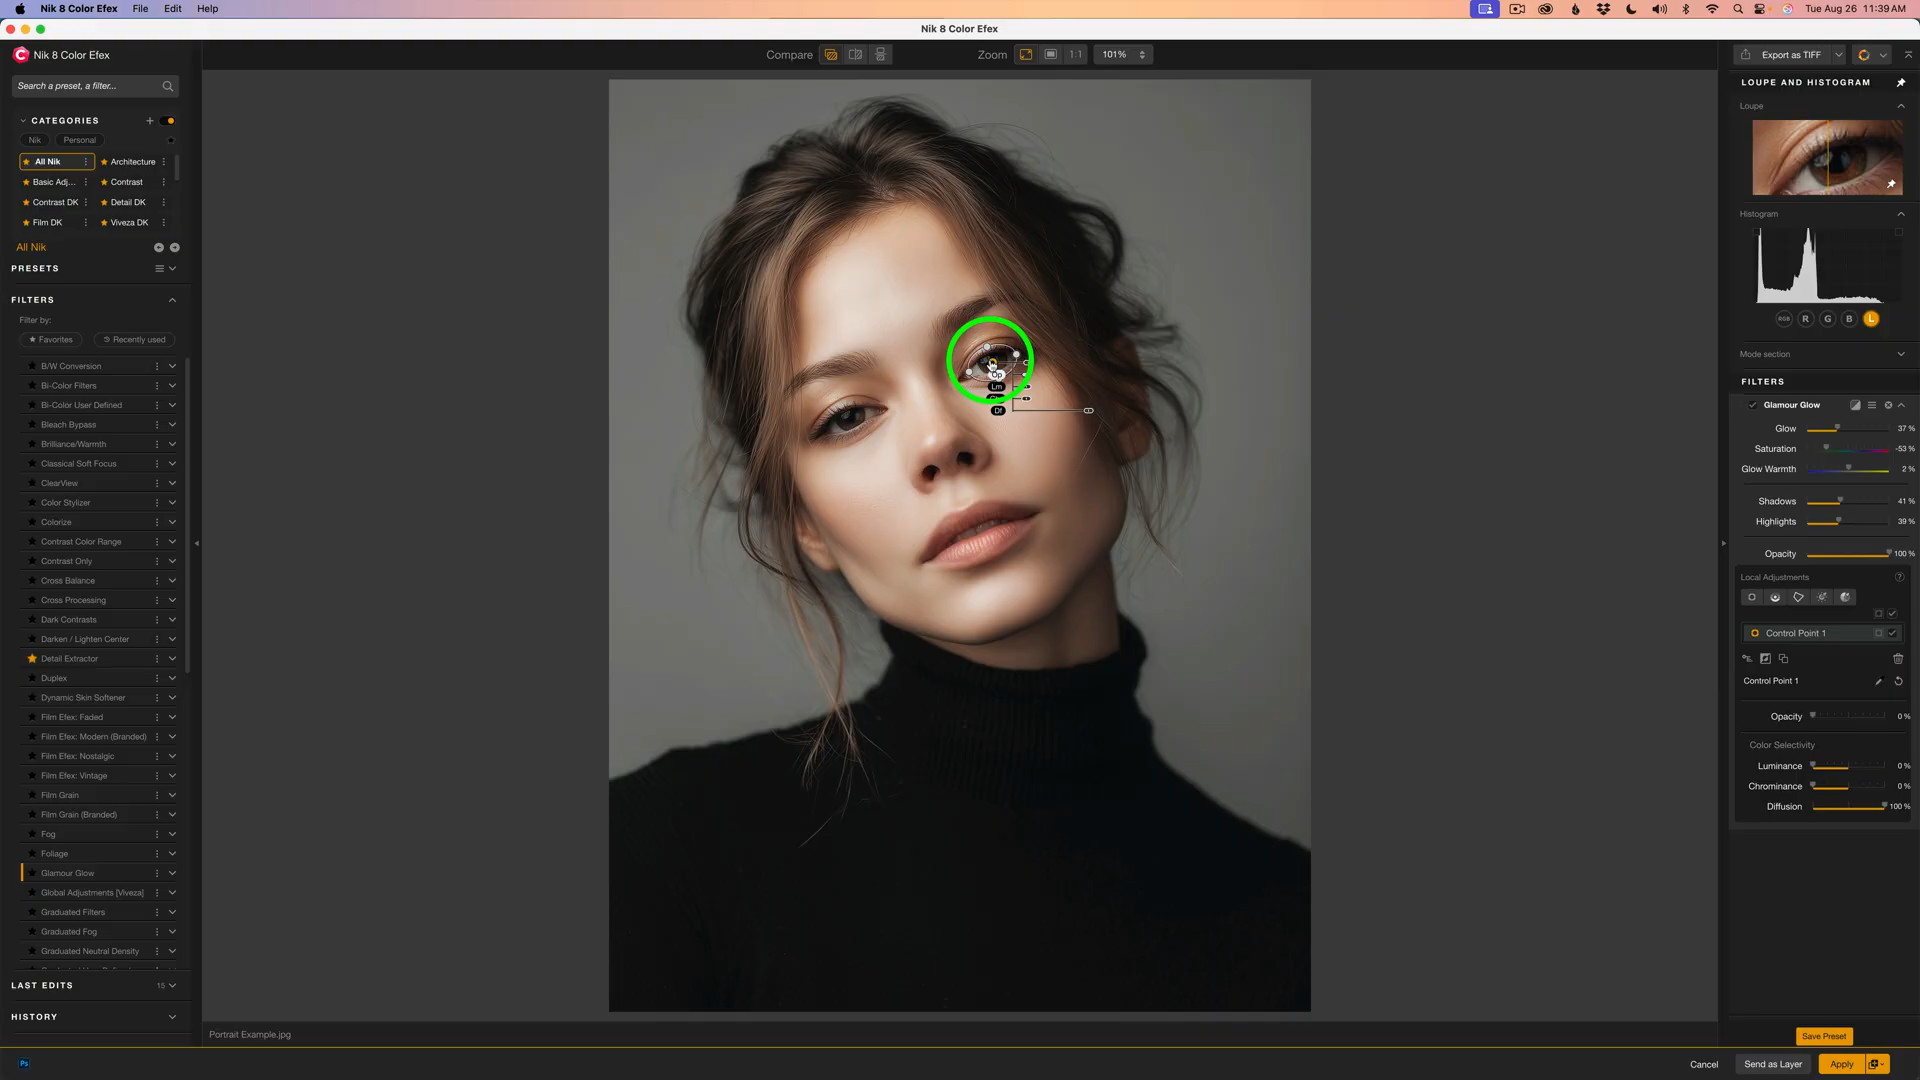 Nik 8 Color Efex File Edit Help
Tue Aug 26 11:39 AM
Nik 8 Color Efex
Nik 8 Color Efex
Compare
Zoom
1:1
101%
Export as TIFF
Search a preset, a filter...
CATEGORIES
Nik
Personal
All Nik
Architecture
Basic Adj...
Contrast
Contrast DK
Detail DK
Film DK
Viveza DK
All Nik
PRESETS
FILTERS
Filter by:
Favorites
Recently used
B/W Conversion
Bi-Color Filters
Bi-Color User Defined
Bleach Bypass
Brilliance/Warmth
Classical Soft Focus
ClearView
Color Stylizer
Colorize
Contrast Color Range
Contrast Only
Cross Balance
Cross Processing
Dark Contrasts
Darken / Lighten Center
Detail Extractor
Duplex
Dynamic Skin Softener
Film Efex: Faded
Film Efex: Modern (Branded)
Film Efex: Nostalgic
Film Efex: Vintage
Film Grain
Film Grain (Branded)
Fog
Foliage
Glamour Glow
Global Adjustments [Viveza]
Graduated Filters
Graduated Fog
Graduated Neutral Density
LAST EDITS
15
HISTORY
Op
Lm
Df
Portrait Example.jpg
LOUPE AND HISTOGRAM
Loupe
Histogram
RGB
R
G
B
L
Mode section
FILTERS
Glamour Glow
Glow 37 %
Saturation -53 %
Glow Warmth 2 %
Shadows 41 %
Highlights 39 %
Opacity 100 %
Local Adjustments
?
Control Point 1
Control Point 1
Opacity 0 %
Color Selectivity
Luminance 0 %
Chrominance 0 %
Diffusion 100 %
Save Preset
Ps
Cancel
Send as Layer
Apply